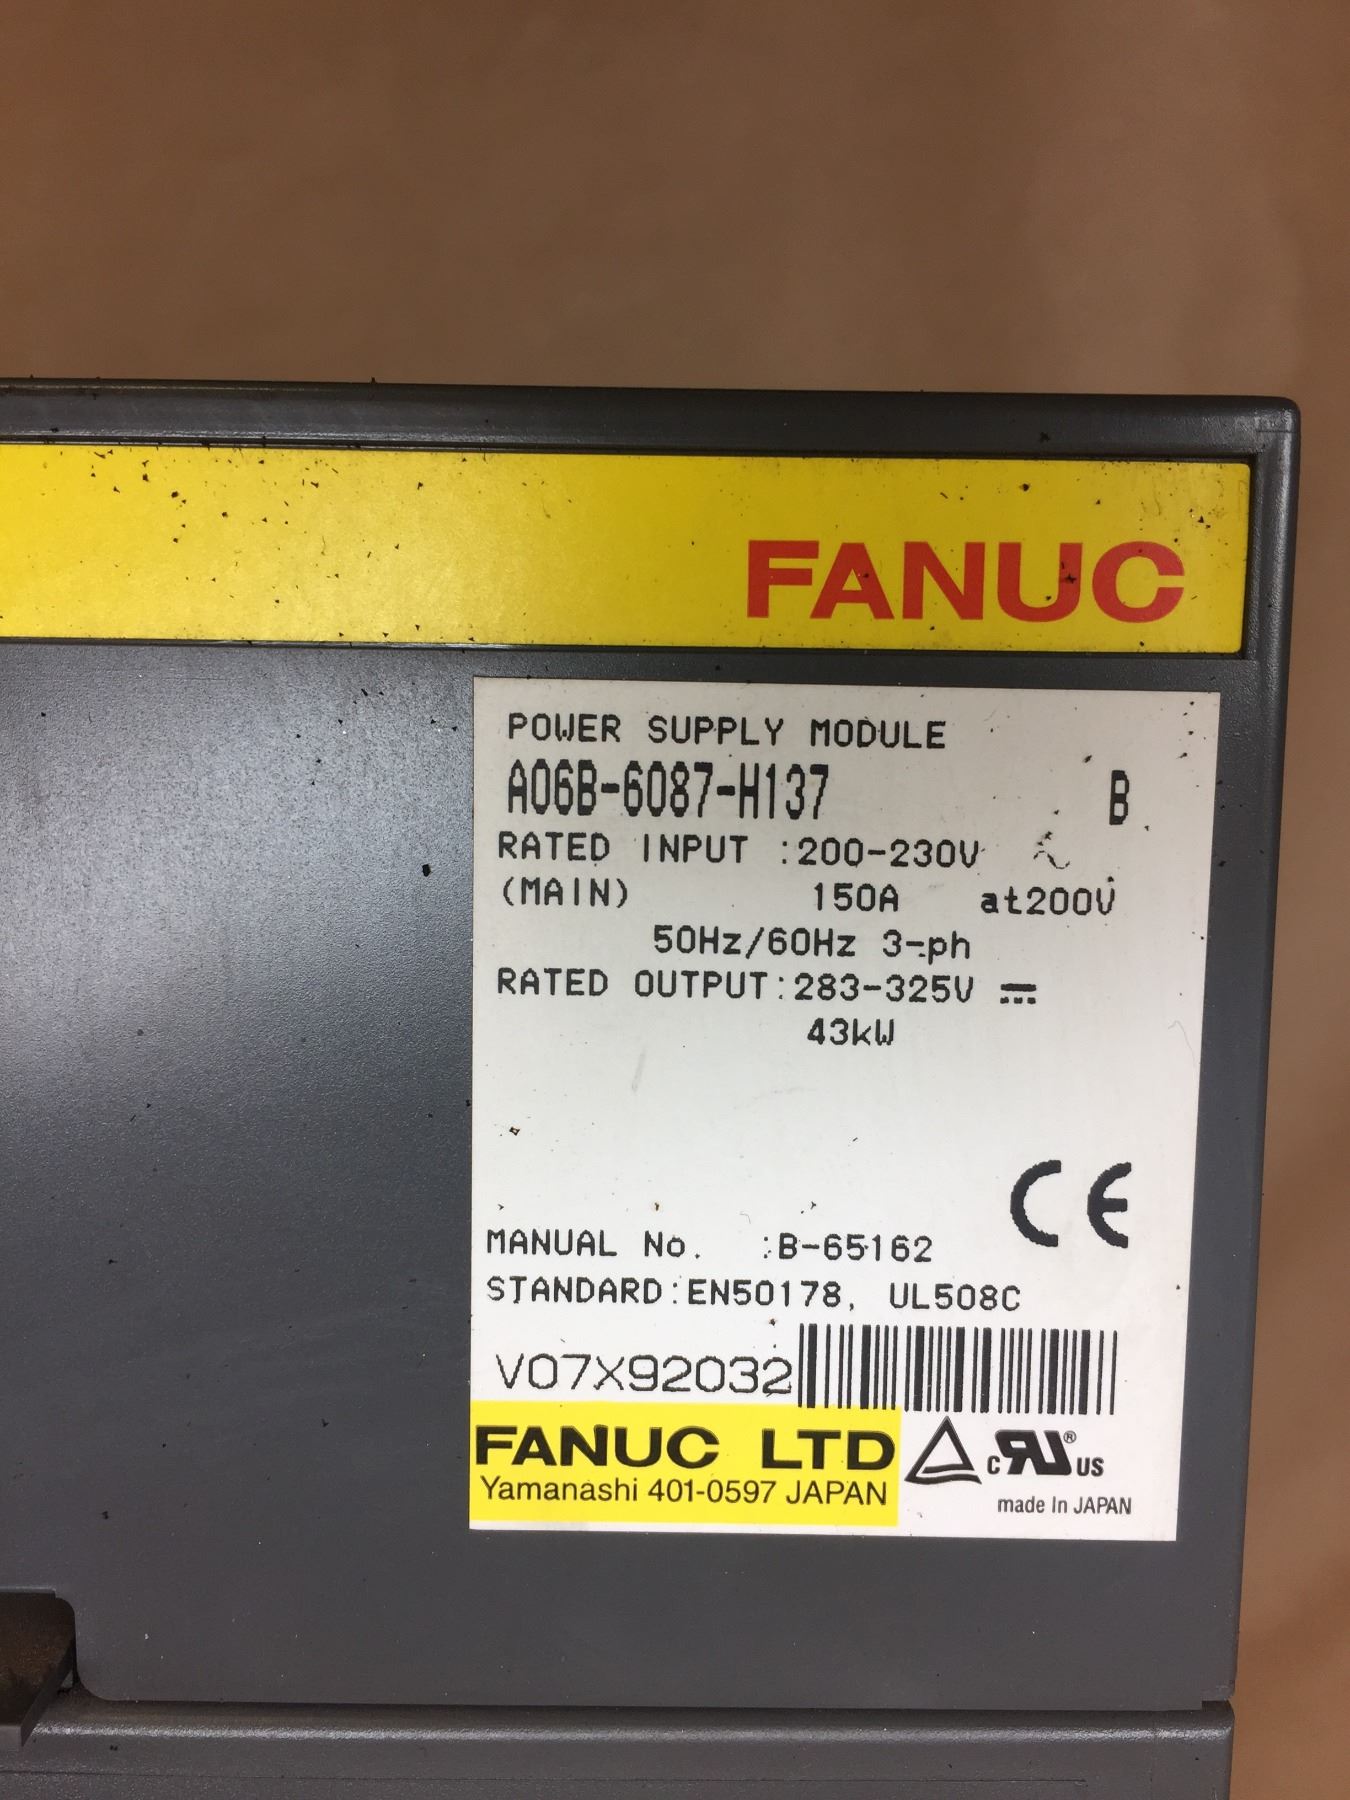 FANUC
POWER SUPPLY MODULE
A06B-6087-H137 B
RATED INPUT :200-230V ~
(MAIN) 150A at200V
50Hz/60Hz 3-ph
RATED OUTPUT:283-325V ⎓
43kW
CE
MANUAL No. :B-65162
STANDARD:EN50178, UL508C
V07X92032
FANUC LTD
Yamanashi 401-0597 JAPAN
c RU ® US
made In JAPAN